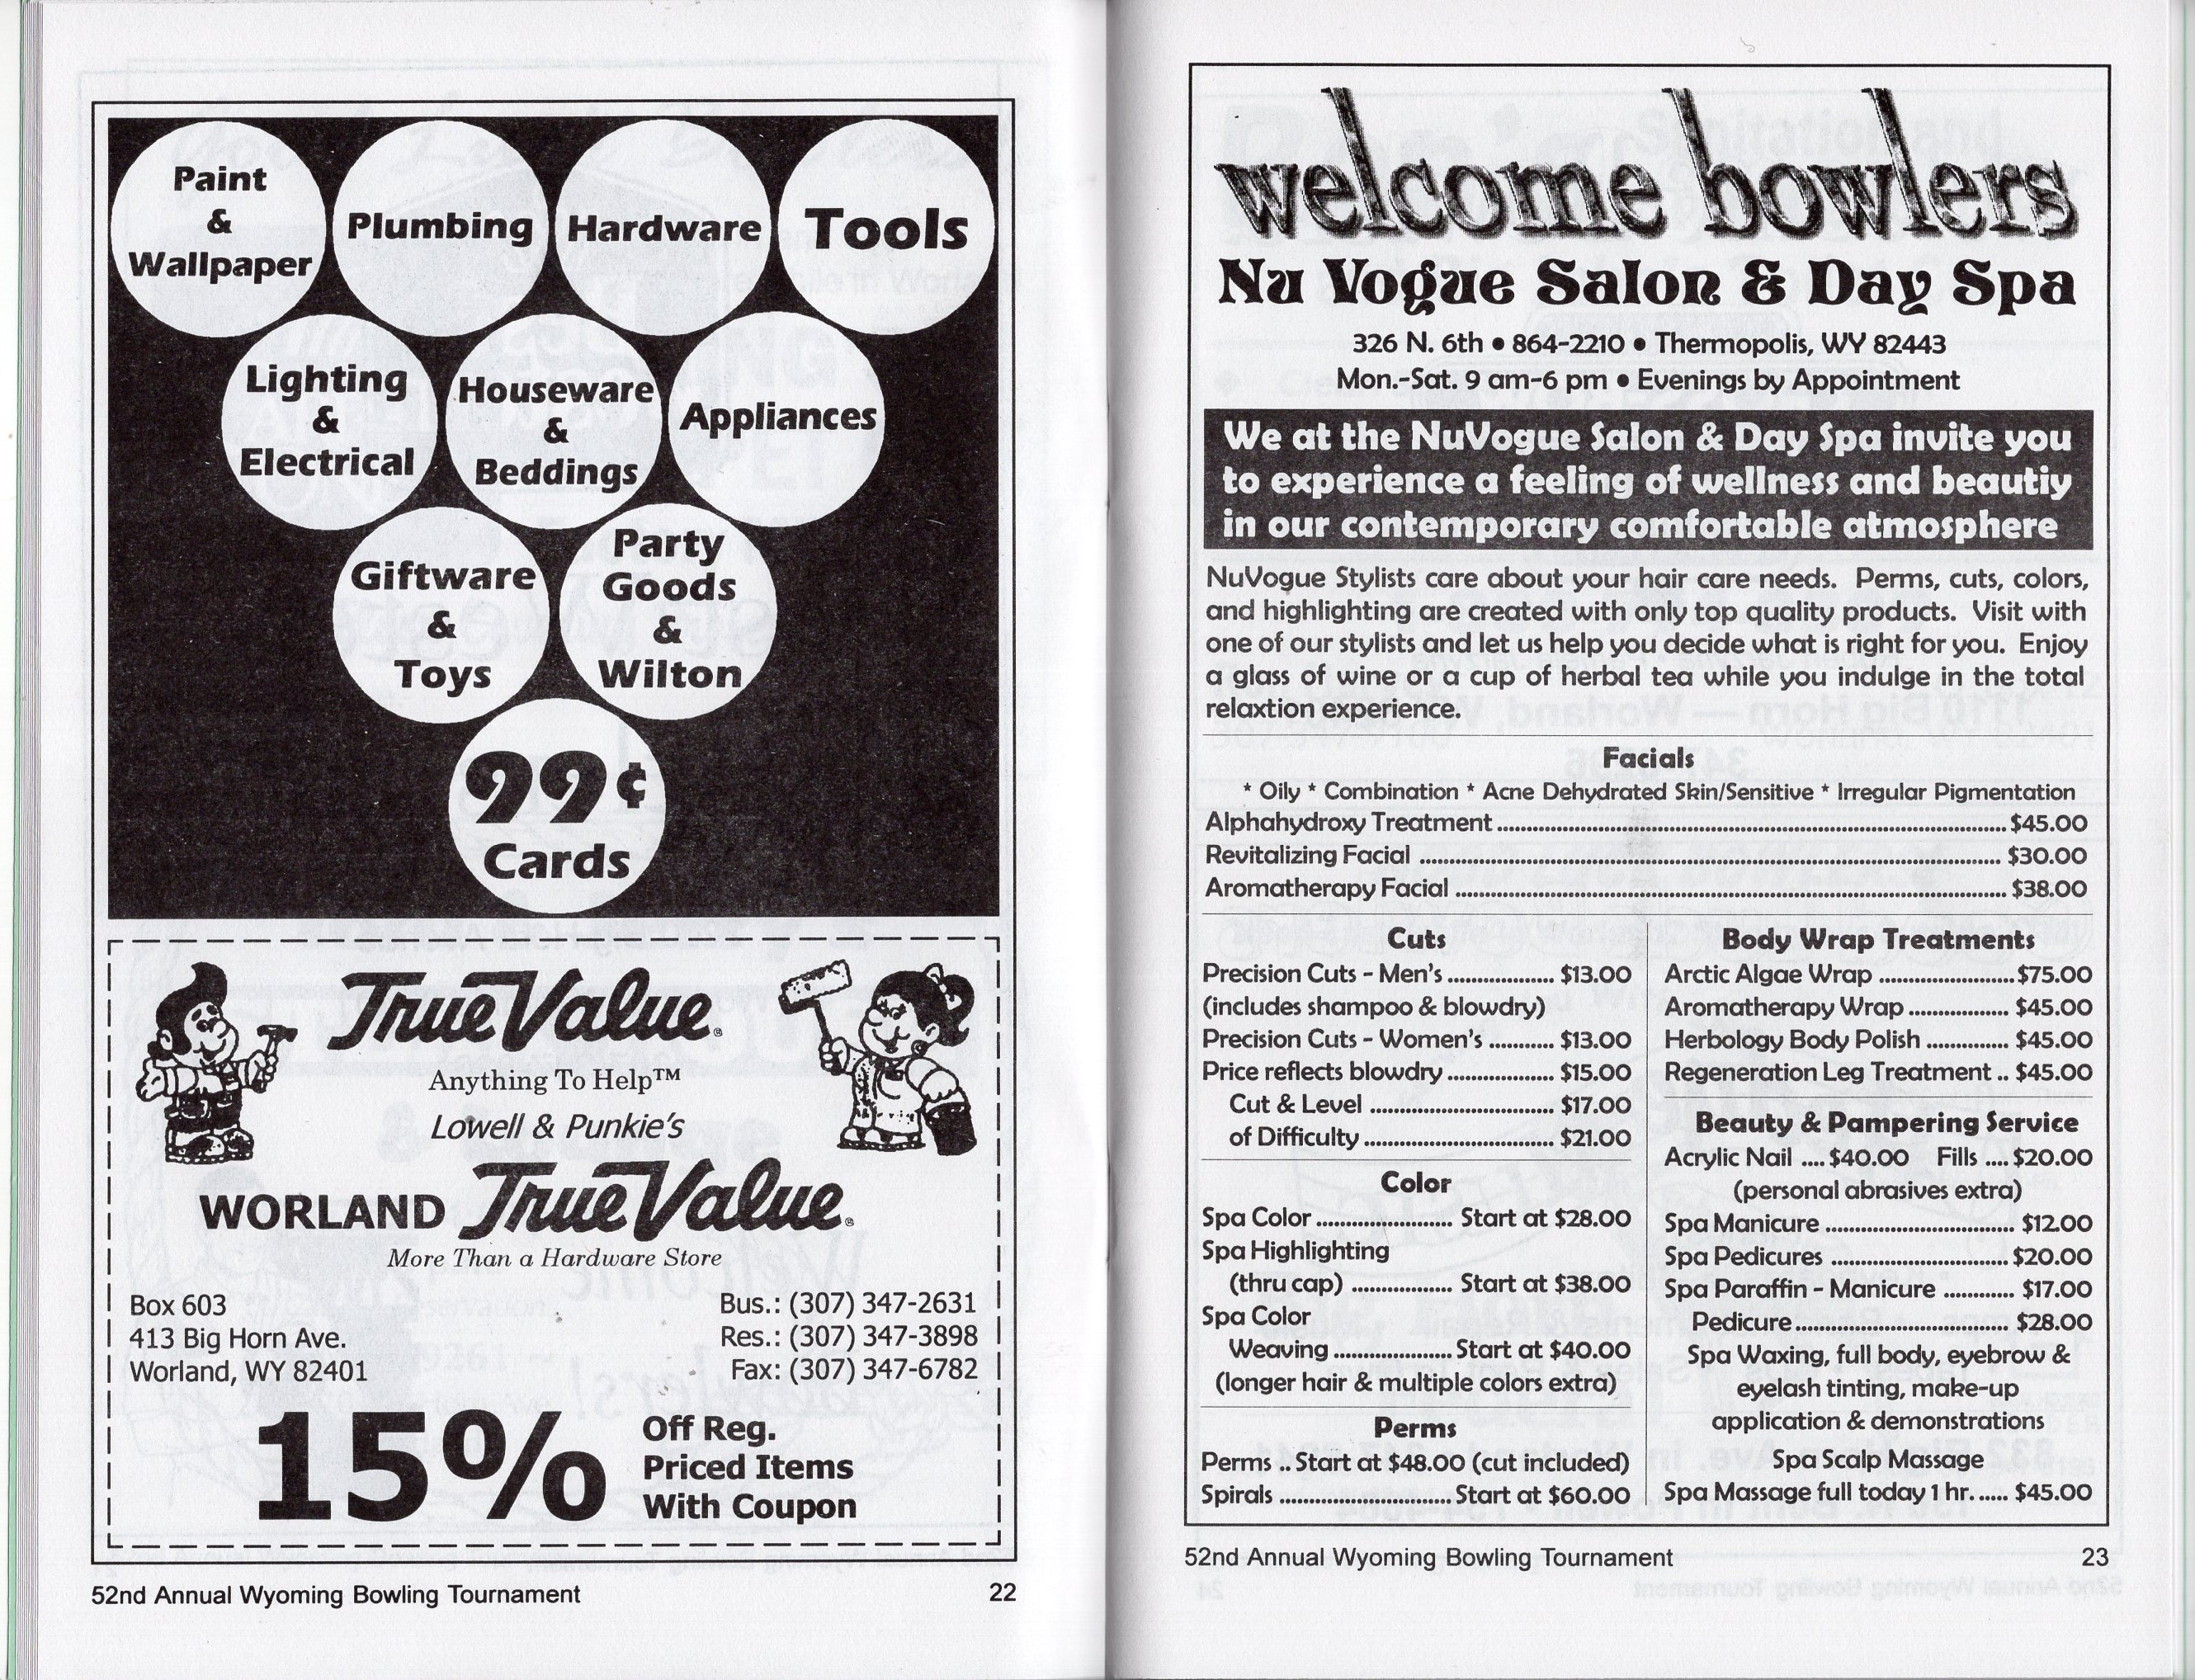 Paint
&
Wallpaper
Plumbing
Hardware
Tools
Lighting
&
Electrical
Houseware
&
Beddings
Appliances
Giftware
&
Toys
Party
Goods
&
Wilton
99¢
Cards
True Value®
Anything To Help™
Lowell & Punkie's
WORLAND True Value®
More Than a Hardware Store
Box 603
413 Big Horn Ave.
Worland, WY 82401
Bus.: (307) 347-2631
Res.: (307) 347-3898
Fax: (307) 347-6782
15%
Off Reg.
Priced Items
With Coupon
52nd Annual Wyoming Bowling Tournament 22
welcome bowlers
Nu Vogue Salon & Day Spa
326 N. 6th • 864-2210 • Thermopolis, WY 82443
Mon.-Sat. 9 am-6 pm • Evenings by Appointment
We at the NuVogue Salon & Day Spa invite you
to experience a feeling of wellness and beautiy
in our contemporary comfortable atmosphere
NuVogue Stylists care about your hair care needs. Perms, cuts, colors,
and highlighting are created with only top quality products. Visit with
one of our stylists and let us help you decide what is right for you. Enjoy
a glass of wine or a cup of herbal tea while you indulge in the total
relaxtion experience.
Facials
* Oily * Combination * Acne Dehydrated Skin/Sensitive * Irregular Pigmentation
Alphahydroxy Treatment ........ $45.00
Revitalizing Facial ........ $30.00
Aromatherapy Facial ........ $38.00
Cuts
Precision Cuts - Men's ........ $13.00
(includes shampoo & blowdry)
Precision Cuts - Women's ........ $13.00
Price reflects blowdry ........ $15.00
Cut & Level ........ $17.00
of Difficulty ........ $21.00
Color
Spa Color ........ Start at $28.00
Spa Highlighting
(thru cap) ........ Start at $38.00
Spa Color
Weaving ........ Start at $40.00
(longer hair & multiple colors extra)
Perms
Perms .. Start at $48.00 (cut included)
Spirals ........ Start at $60.00
Body Wrap Treatments
Arctic Algae Wrap ........ $75.00
Aromatherapy Wrap ........ $45.00
Herbology Body Polish ........ $45.00
Regeneration Leg Treatment .. $45.00
Beauty & Pampering Service
Acrylic Nail .... $40.00 Fills .... $20.00
(personal abrasives extra)
Spa Manicure ........ $12.00
Spa Pedicures ........ $20.00
Spa Paraffin - Manicure ........ $17.00
Pedicure ........ $28.00
Spa Waxing, full body, eyebrow &
eyelash tinting, make-up
application & demonstrations
Spa Scalp Massage
Spa Massage full today 1 hr. ..... $45.00
52nd Annual Wyoming Bowling Tournament 23